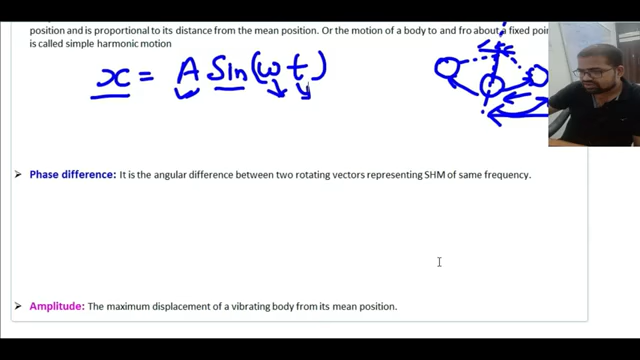 position and is proportional to its distance from the mean position. Or the motion of a body to and fro about a fixed point
is called simple harmonic motion
x = A Sin(ωt)
➢ Phase difference: It is the angular difference between two rotating vectors representing SHM of same frequency.
➢ Amplitude: The maximum displacement of a vibrating body from its mean position.